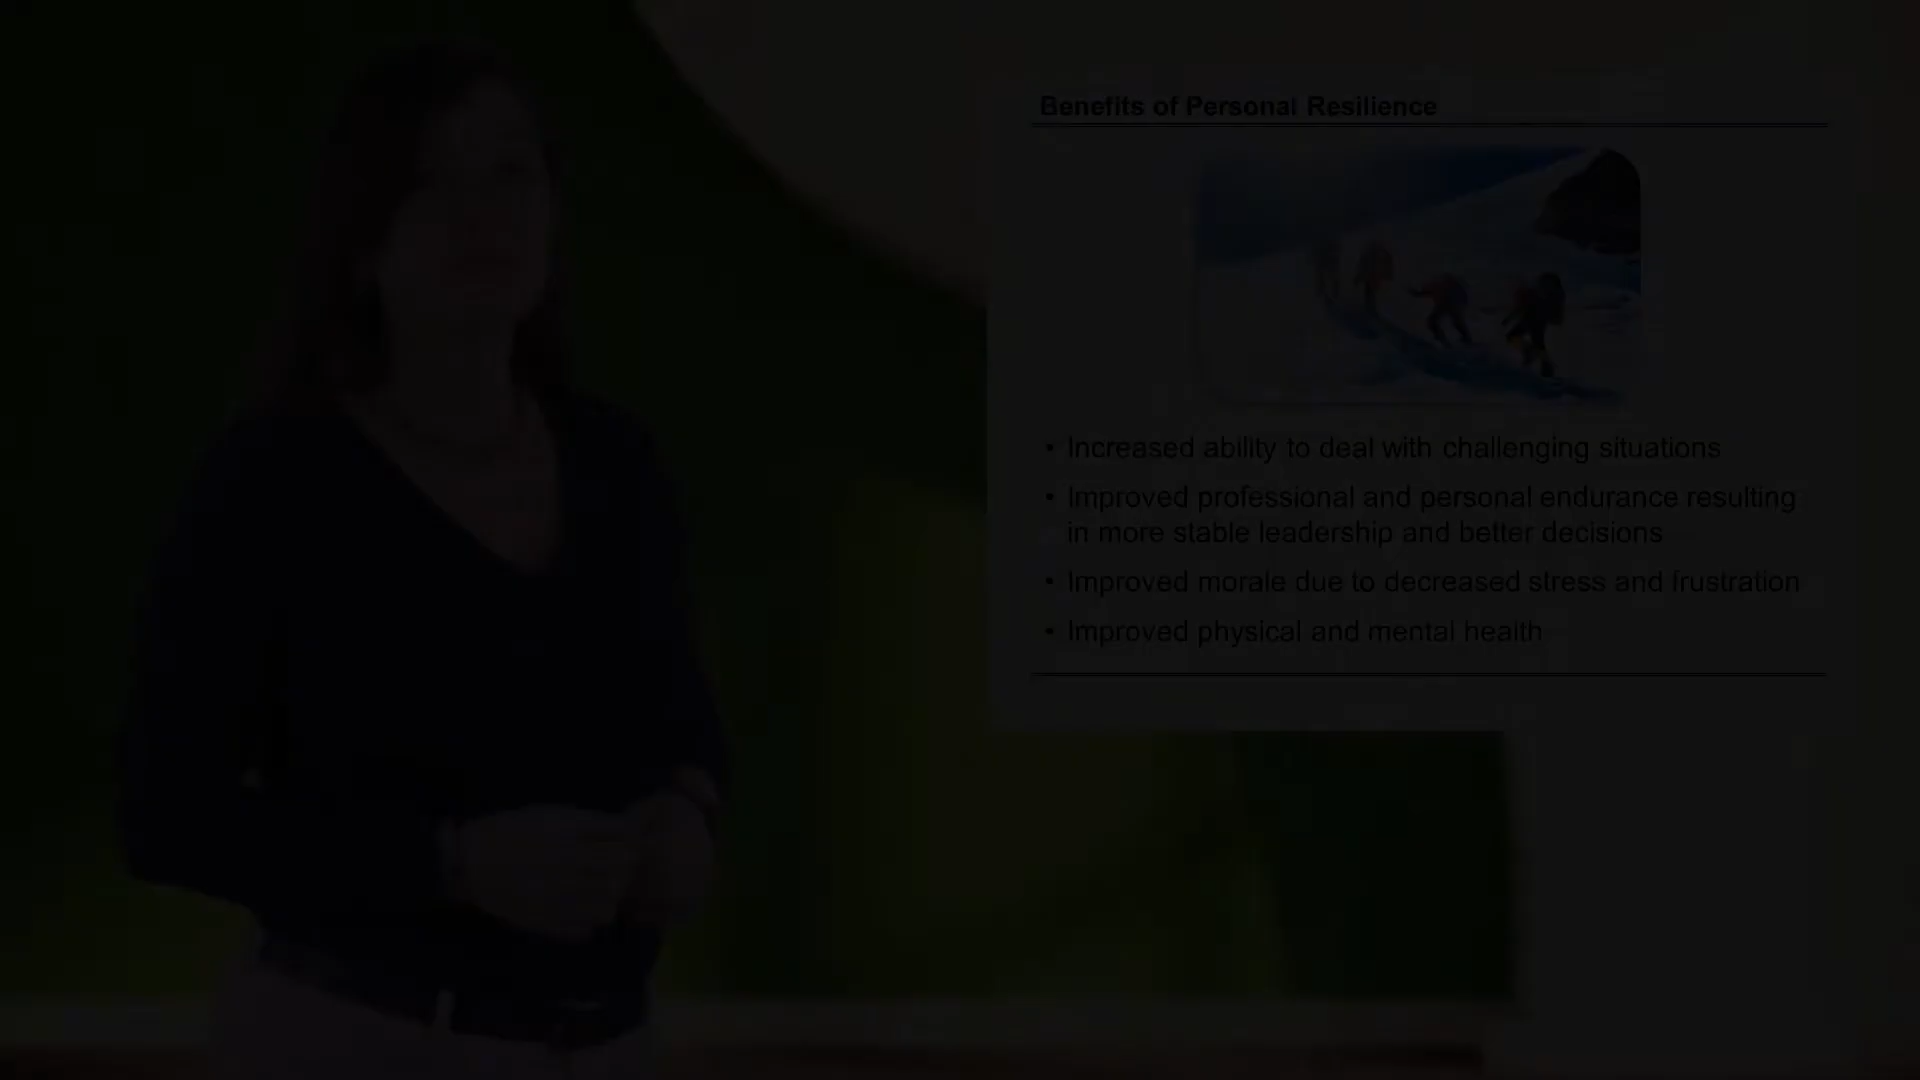 Benefits of Personal Resilience
• Increased ability to deal with challenging situations
• Improved professional and personal endurance resulting
in more stable leadership and better decisions
• Improved morale due to decreased stress and frustration
• Improved physical and mental health